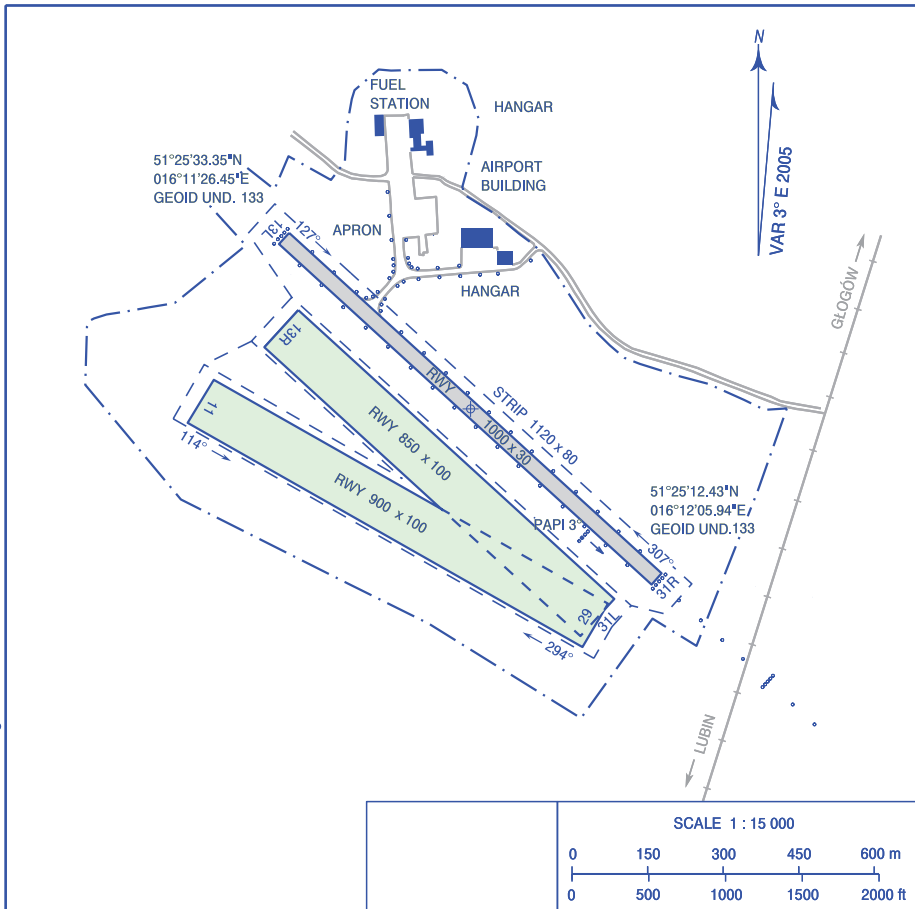 N
VAR 3° E 2005
FUEL
STATION
HANGAR
51°25'33.35"N
016°11'26.45"E
GEOID UND. 133
AIRPORT
BUILDING
APRON
13L
127°
HANGAR
GŁOGÓW
13R
RWY
1000 x 30
STRIP 1120 x 80
11
RWY 850 x 100
114°
RWY 900 x 100
51°25'12.43"N
016°12'05.94"E
GEOID UND.133
PAPI 3°
307°
31R
29
31L
294°
LUBIN
SCALE 1 : 15 000
0 150 300 450 600 m
0 500 1000 1500 2000 ft